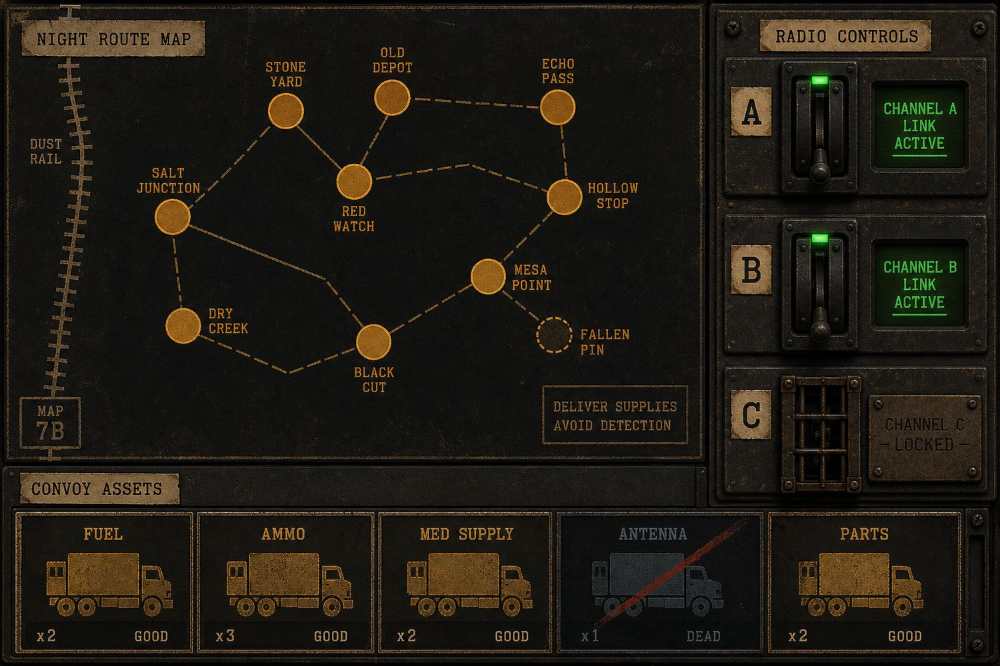 NIGHT ROUTE MAP
DUST
RAIL
STONE
YARD
OLD
DEPOT
ECHO
PASS
SALT
JUNCTION
RED
WATCH
HOLLOW
STOP
MESA
POINT
DRY
CREEK
BLACK
CUT
FALLEN
PIN
MAP
7B
DELIVER SUPPLIES
AVOID DETECTION
RADIO CONTROLS
A
CHANNEL A
LINK
ACTIVE
B
CHANNEL B
LINK
ACTIVE
C
CHANNEL C
– LOCKED –
CONVOY ASSETS
FUEL
x2 GOOD
AMMO
x3 GOOD
MED SUPPLY
x2 GOOD
ANTENNA
x1 DEAD
PARTS
x2 GOOD